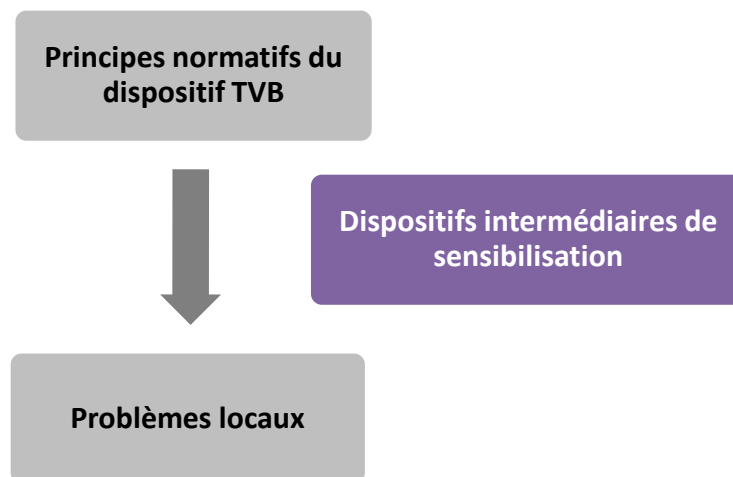 Principes normatifs du
dispositif TVB
Dispositifs intermédiaires de
sensibilisation
Problèmes locaux